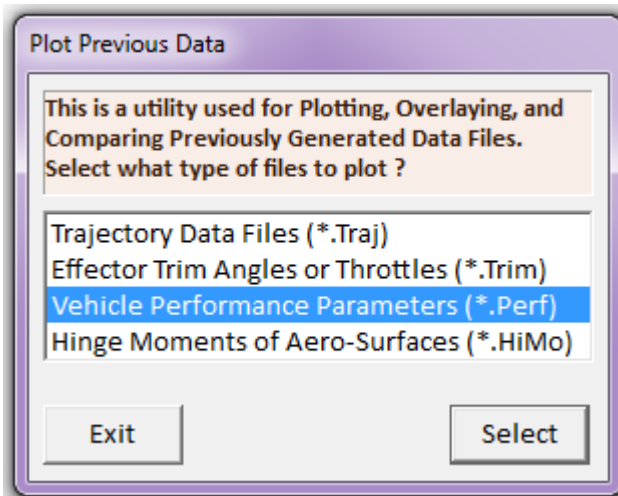 Plot Previous Data
This is a utility used for Plotting, Overlaying, and
Comparing Previously Generated Data Files.
Select what type of files to plot ?
Trajectory Data Files (*.Traj)
Effector Trim Angles or Throttles (*.Trim)
Vehicle Performance Parameters (*.Perf)
Hinge Moments of Aero-Surfaces (*.HiMo)
Exit Select